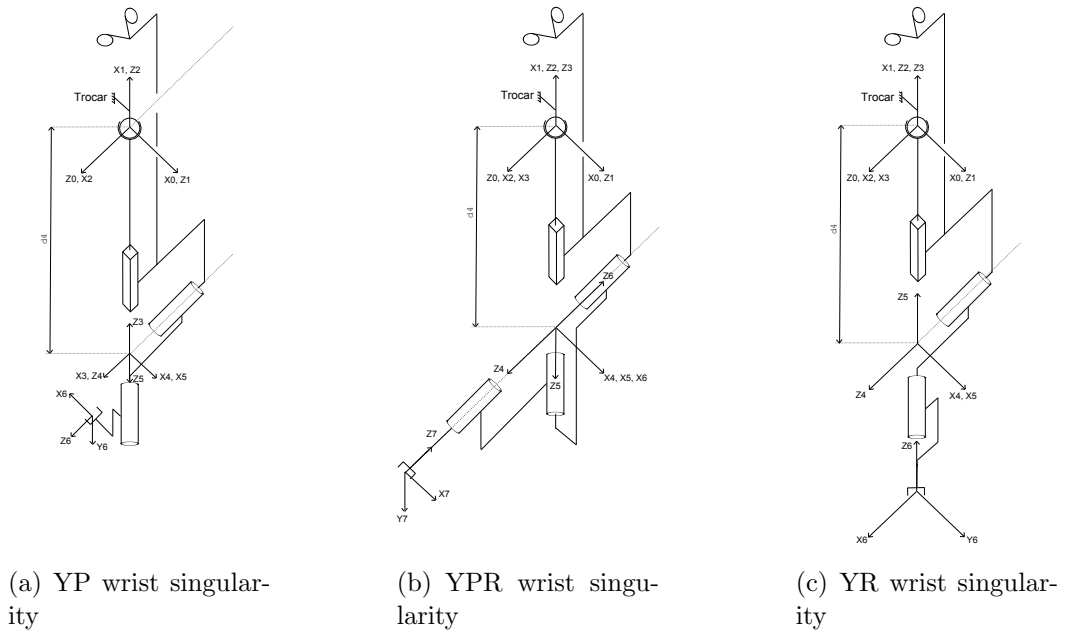 X1, Z2
Trocar
Z0, X2
X0, Z1
d4
Z3
X3, Z4
Z5
X4, X5
X6
Z6
Y6
(a) YP wrist singular-
ity
X1, Z2, Z3
Trocar
Z0, X2, X3
X0, Z1
d4
Z6
Z4
Z5
X4, X5, X6
Z7
X7
Y7
(b) YPR wrist singu-
larity
X1, Z2, Z3
Trocar
Z0, X2, X3
X0, Z1
d4
Z5
Z4
X4, X5
Z6
X6
Y6
(c) YR wrist singular-
ity